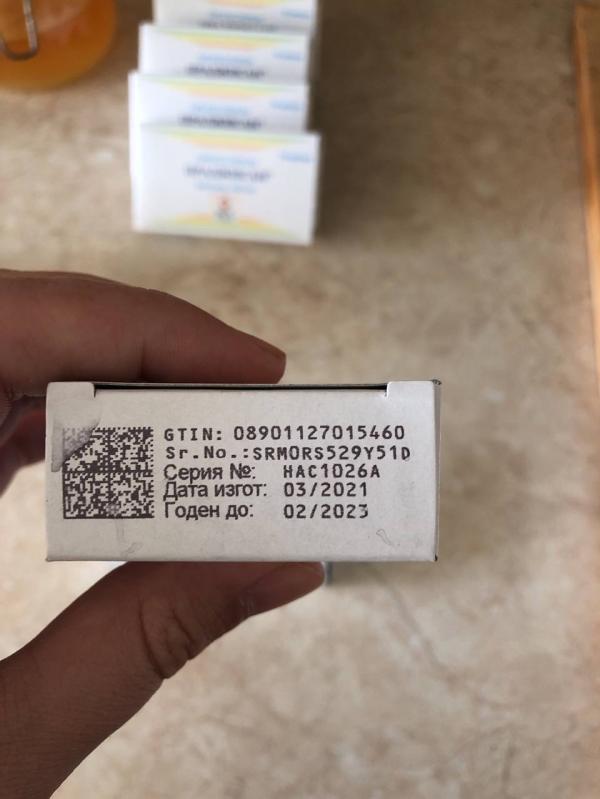 GTIN: 08901127015460
Sr.No.:SRMORS529Y51D
Серия №: HAC1026A
Дата изгот: 03/2021
Годен до: 02/2023